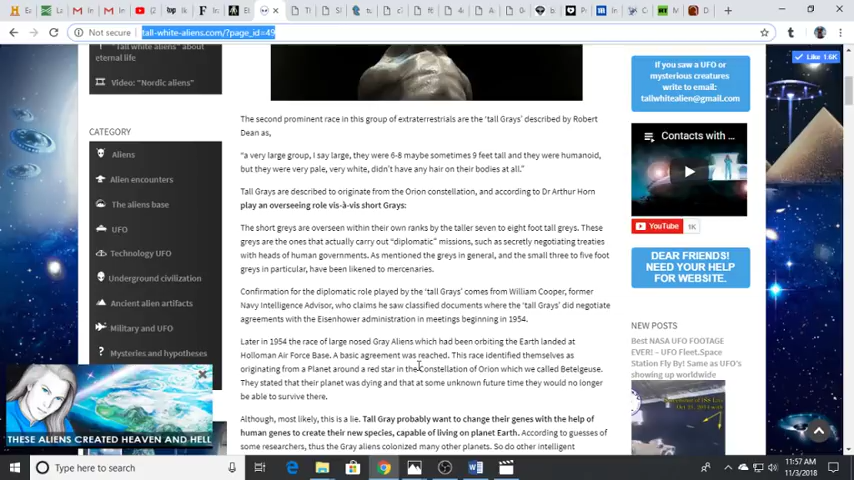 Not secure
tall-white-aliens.com/?page_id=49
"Tall white aliens" about
eternal life
Video: "Nordic aliens"
CATEGORY
Aliens
Alien encounters
The aliens base
UFO
Technology UFO
Underground civilization
Ancient alien artifacts
Military and UFO
Mysteries and hypotheses
THESE ALIENS CREATED HEAVEN AND HELL
The second prominent race in this group of extraterrestrials are the 'tall Grays' described by Robert
Dean as,
"a very large group, I say large, they were 6-8 maybe sometimes 9 feet tall and they were humanoid,
but they were very pale, very white, didn't have any hair on their bodies at all."
Tall Grays are described to originate from the Orion constellation, and according to Dr Arthur Horn
play an overseeing role vis-à-vis short Grays:
The short greys are overseen within their own ranks by the taller seven to eight foot tall greys. These
greys are the ones that actually carry out "diplomatic" missions, such as secretly negotiating treaties
with heads of human governments. As mentioned the greys in general, and the small three to five foot
greys in particular, have been likened to mercenaries.
Confirmation for the diplomatic role played by the 'tall Grays' comes from William Cooper, former
Navy Intelligence Advisor, who claims he saw classified documents where the 'tall Grays' did negotiate
agreements with the Eisenhower administration in meetings beginning in 1954.
Later in 1954 the race of large nosed Gray Aliens which had been orbiting the Earth landed at
Holloman Air Force Base. A basic agreement was reached. This race identified themselves as
originating from a Planet around a red star in the Constellation of Orion which we called Betelgeuse.
They stated that their planet was dying and that at some unknown future time they would no longer
be able to survive there.
Although, most likely, this is a lie. Tall Gray probably want to change their genes with the help of
human genes to create their new species, capable of living on planet Earth. According to guesses of
some researchers, thus the Gray aliens colonized many other planets. So do other intelligent
Like 1.6K
If you saw a UFO or
mysterious creatures
write to email:
tallwhitealien@gmail.com
Contacts with ...
YouTube 1K
DEAR FRIENDS!
NEED YOUR HELP
FOR WEBSITE.
NEW POSTS
Best NASA UFO FOOTAGE
EVER! – UFO Fleet.Space
Station Fly By! Same as UFO's
showing up worldwide
Type here to search
11:57 AM
11/3/2018